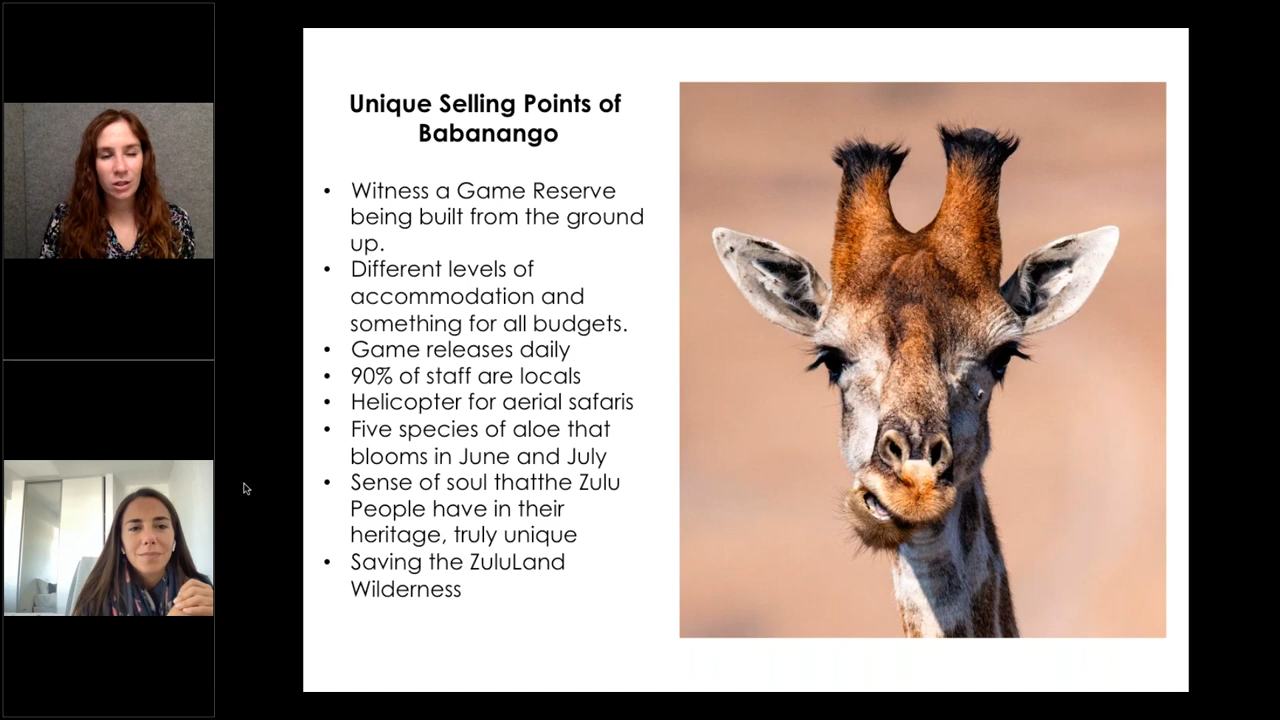 Unique Selling Points of
Babanango
• Witness a Game Reserve
being built from the ground
up.
• Different levels of
accommodation and
something for all budgets.
• Game releases daily
• 90% of staff are locals
• Helicopter for aerial safaris
• Five species of aloe that
blooms in June and July
• Sense of soul thatthe Zulu
People have in their
heritage, truly unique
• Saving the ZuluLand
Wilderness